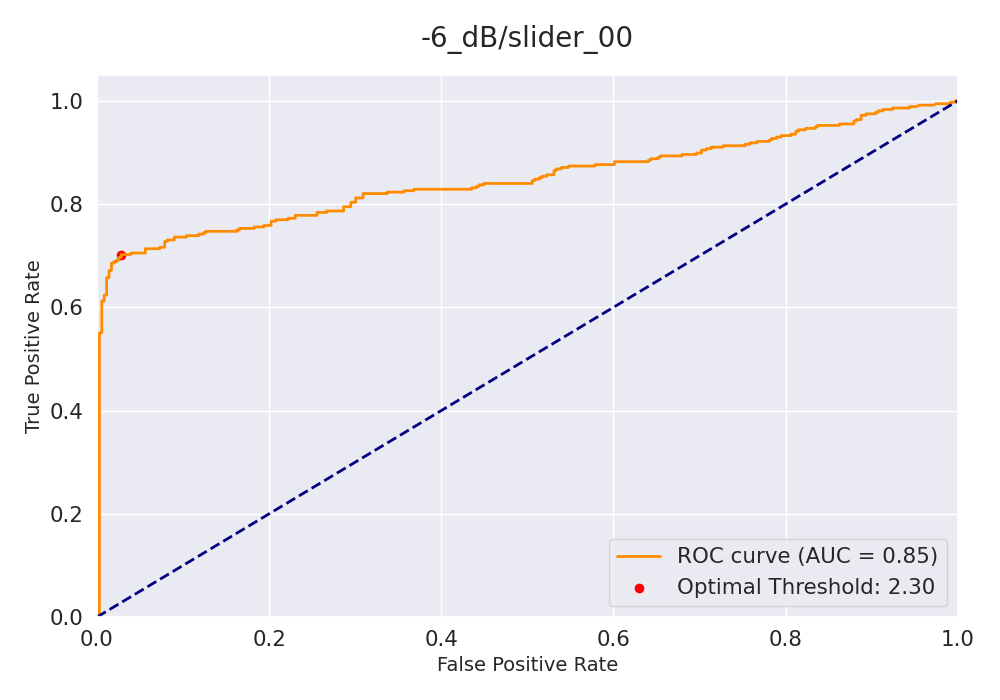 -6_dB/slider_00
True Positive Rate
1.0
0.8
0.6
0.4
0.2
0.0
ROC curve (AUC = 0.85)
Optimal Threshold: 2.30
0.0 0.2 0.4 0.6 0.8 1.0
False Positive Rate